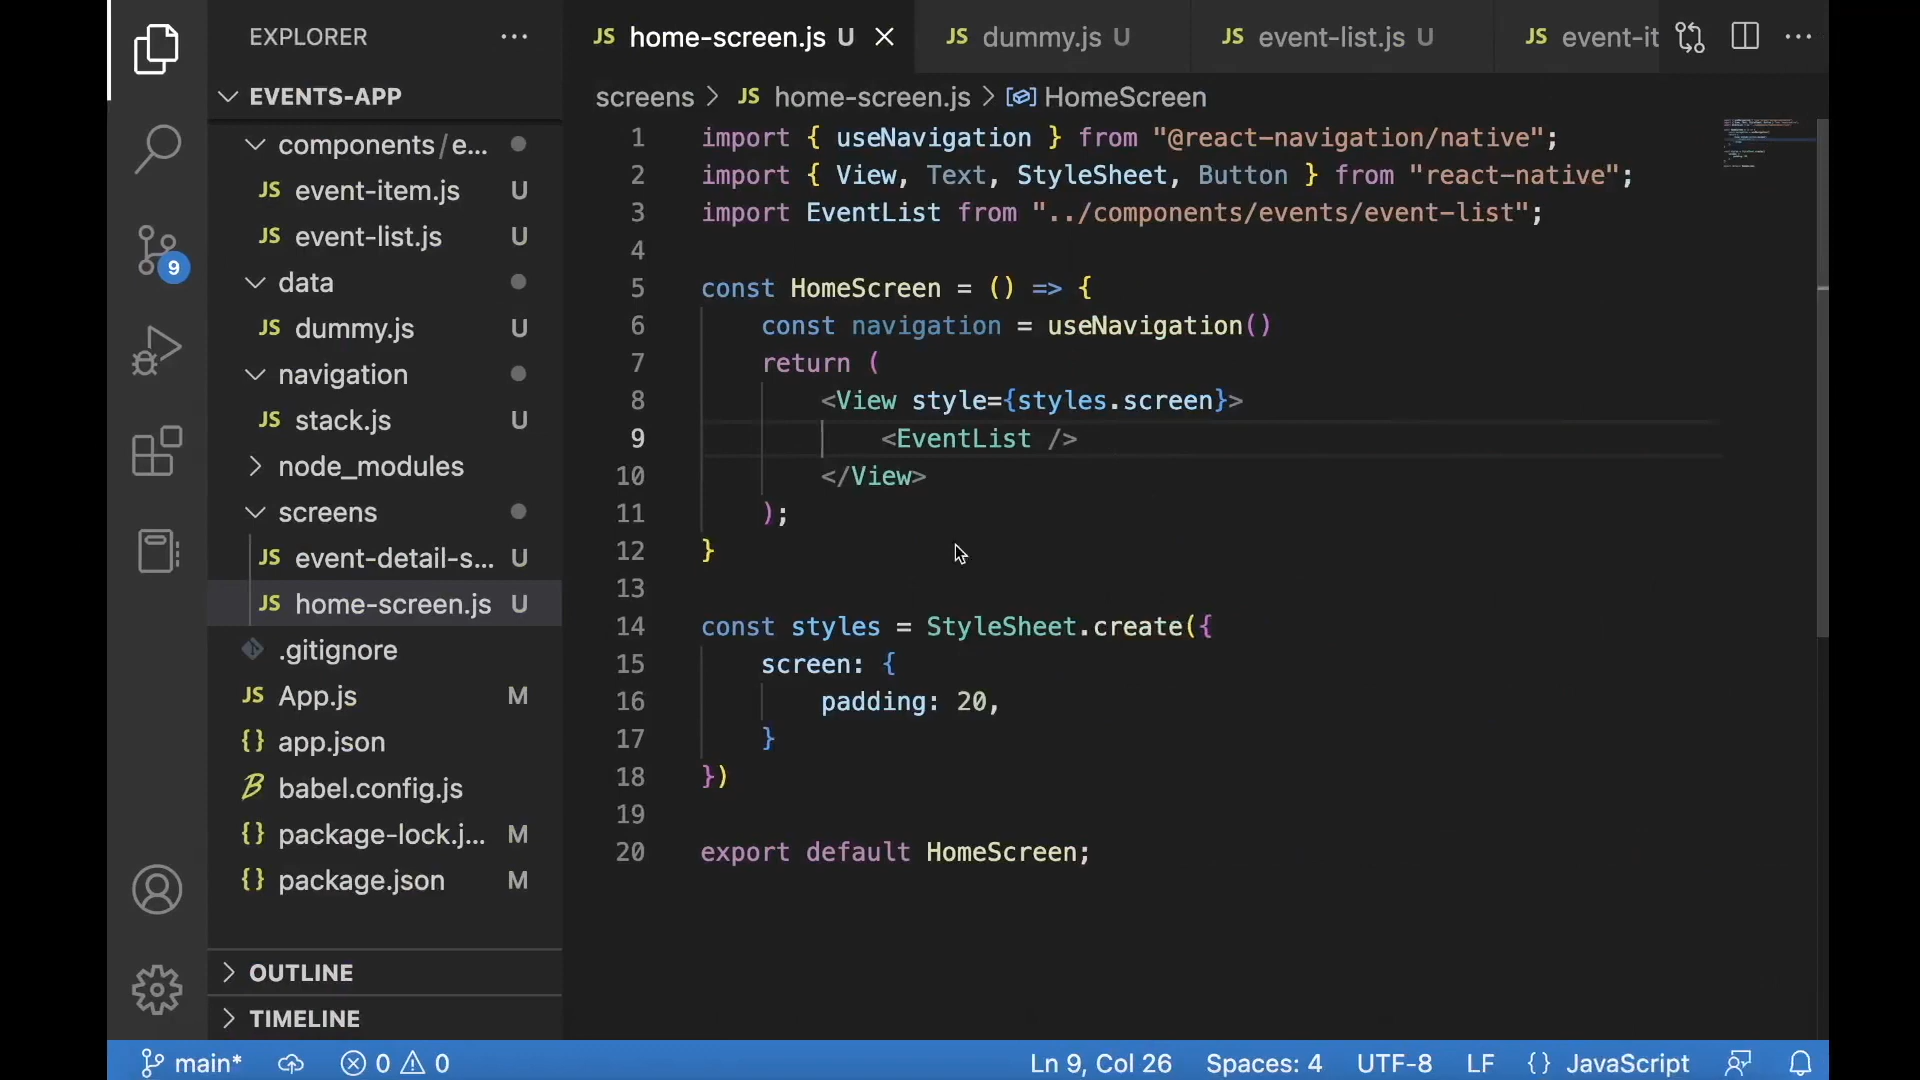 EXPLORER
EVENTS-APP
components/e...
JS event-item.js U
JS event-list.js U
data
JS dummy.js U
navigation
JS stack.js U
node_modules
screens
JS event-detail-s... U
JS home-screen.js U
.gitignore
JS App.js M
{} app.json
babel.config.js
{} package-lock.j... M
{} package.json M
OUTLINE
TIMELINE
9
JS home-screen.js U
JS dummy.js U
JS event-list.js U
JS event-it
screens > JS home-screen.js > HomeScreen
1 import { useNavigation } from "@react-navigation/native";
2 import { View, Text, StyleSheet, Button } from "react-native";
3 import EventList from "../components/events/event-list";
4
5 const HomeScreen = () => {
6 const navigation = useNavigation()
7 return (
8 <View style={styles.screen}>
9 <EventList />
10 </View>
11 );
12 }
13
14 const styles = StyleSheet.create({
15 screen: {
16 padding: 20,
17 }
18 })
19
20 export default HomeScreen;
main* 0 0 Ln 9, Col 26 Spaces: 4 UTF-8 LF {} JavaScript